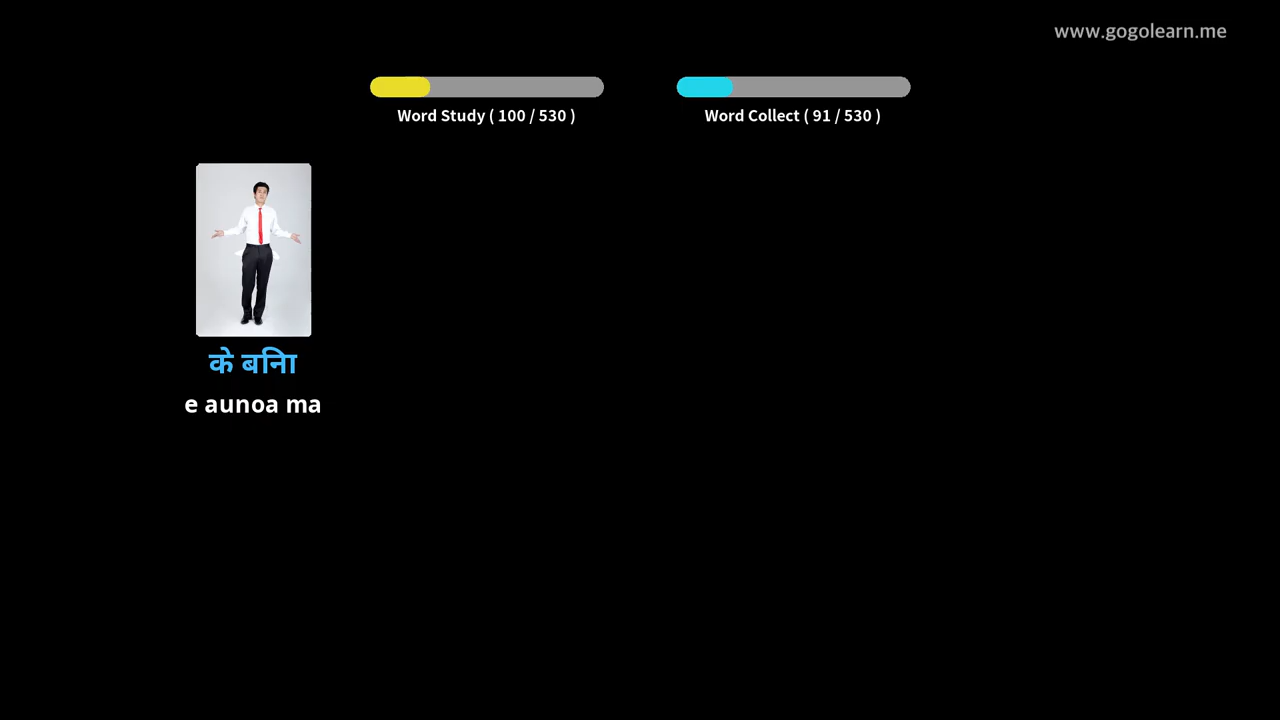 www.gogolearn.me
Word Study ( 100 / 530 )
Word Collect ( 91 / 530 )
के बिना
e aunoa ma